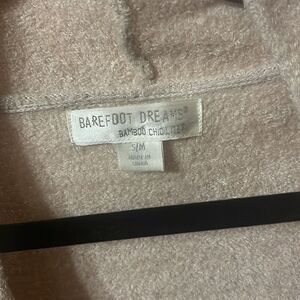 BAREFOOT DREAMS®
BAMBOO CHIC LITE®
S/M
MADE IN
CHINA